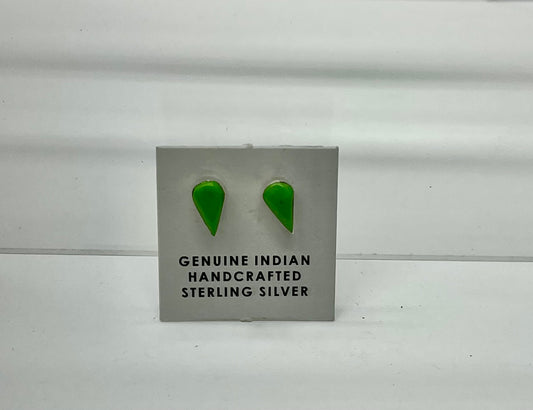 GENUINE INDIAN
HANDCRAFTED
STERLING SILVER